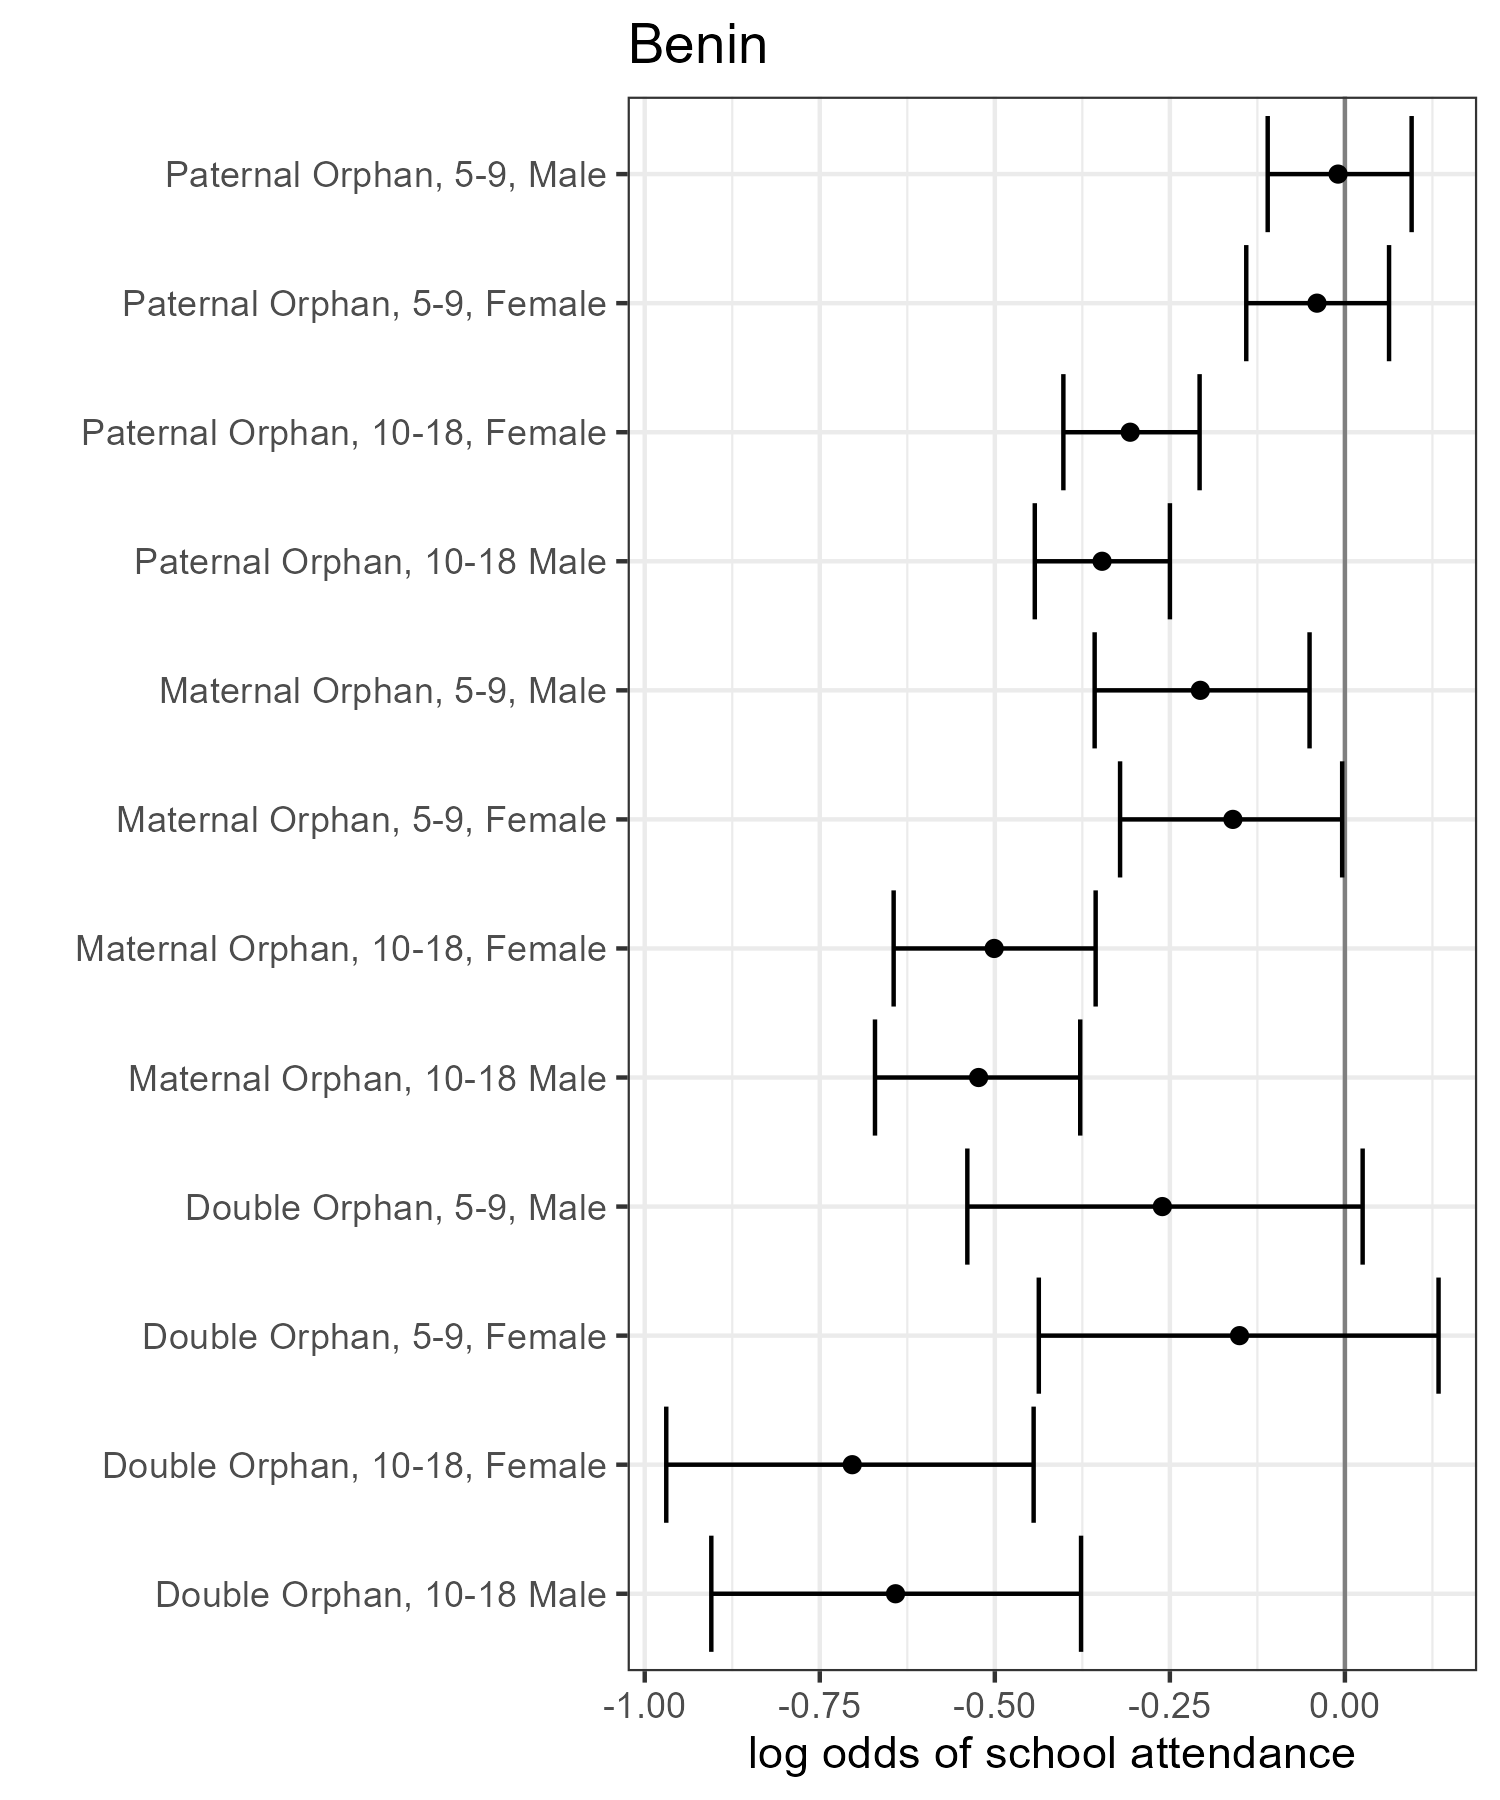 Benin
Paternal Orphan, 5-9, Male
Paternal Orphan, 5-9, Female
Paternal Orphan, 10-18, Female
Paternal Orphan, 10-18 Male
Maternal Orphan, 5-9, Male
Maternal Orphan, 5-9, Female
Maternal Orphan, 10-18, Female
Maternal Orphan, 10-18 Male
Double Orphan, 5-9, Male
Double Orphan, 5-9, Female
Double Orphan, 10-18, Female
Double Orphan, 10-18 Male
-1.00 -0.75 -0.50 -0.25 0.00
log odds of school attendance